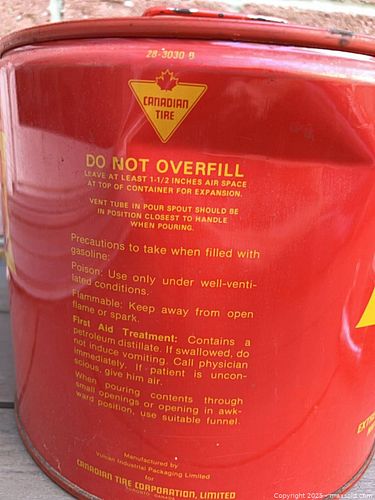 28-3030-8
CANADIAN
TIRE
DO NOT OVERFILL
LEAVE AT LEAST 1-1/2 INCHES AIR SPACE
AT TOP OF CONTAINER FOR EXPANSION.
VENT TUBE IN POUR SPOUT SHOULD BE
IN POSITION CLOSEST TO HANDLE
WHEN POURING.
Precautions to take when filled with
gasoline:
Poison: Use only under well-venti-
lated conditions.
Flammable: Keep away from open
flame or spark.
First Aid Treatment: Contains a
petroleum distillate. If swallowed, do
not induce vomiting. Call physician
immediately. If patient is uncon-
scious, give him air.
When pouring contents through
small openings or opening in awk-
ward position, use suitable funnel.
Manufactured by
Vulcan Industrial Packaging Limited
for
CANADIAN TIRE CORPORATION, LIMITED
Copyright 2025 - maxsold.com